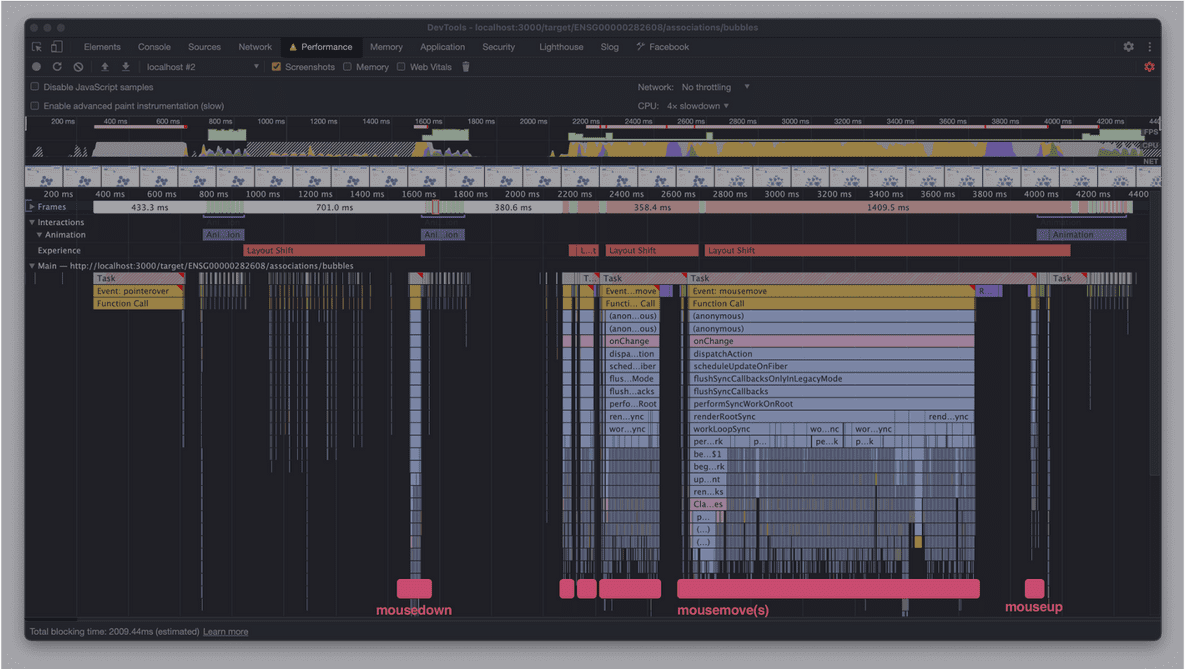 DevTools - localhost:3000/target/ENSG00000282608/associations/bubbles
Elements Console Sources Network Performance Memory Application Security Lighthouse Slog Facebook
localhost #2 Screenshots Memory Web Vitals
Disable JavaScript samples Network: No throttling
Enable advanced paint instrumentation (slow) CPU: 4x slowdown
200 ms 400 ms 600 ms 800 ms 1000 ms 1200 ms 1400 ms 1600 ms 1800 ms 2000 ms 2200 ms 2400 ms 2600 ms 2800 ms 3000 ms 3200 ms 3400 ms 3600 ms 3800 ms 4000 ms 4200 ms 440
FPS
CPU
NET
200 ms 400 ms 600 ms 800 ms 1000 ms 1200 ms 1400 ms 1600 ms 1800 ms 2000 ms 2200 ms 2400 ms 2600 ms 2800 ms 3000 ms 3200 ms 3400 ms 3600 ms 3800 ms 4000 ms 4200 ms 4400
Frames 433.3 ms 701.0 ms 380.6 ms 358.4 ms 1409.5 ms
Interactions
Animation Ani...ion Ani...ion Animation
Experience Layout Shift L...t Layout Shift Layout Shift
Main — http://localhost:3000/target/ENSG00000282608/associations/bubbles
Task T... Task Task Task
Event: pointerover Event...move Event: mousemove R
Function Call Functi... Call Function Call
(anon...ous) (anonymous)
(anon...ous) (anonymous)
onChange onChange
dispa...tion dispatchAction
sched...iber scheduleUpdateOnFiber
flus...Mode flushSyncCallbacksOnlyInLegacyMode
flush...acks flushSyncCallbacks
perfo...Root performSyncWorkOnRoot
ren...ync renderRootSync rend...ync
wor...ync workLoopSync wo...nc wor...ync
per...rk p... pe...k p...k
be...$1
beg...rk
up...nt
ren...ks
Cla...es
p...
(...)
(...)
mousedown mousemove(s) mouseup
Total blocking time: 2009.44ms (estimated) Learn more